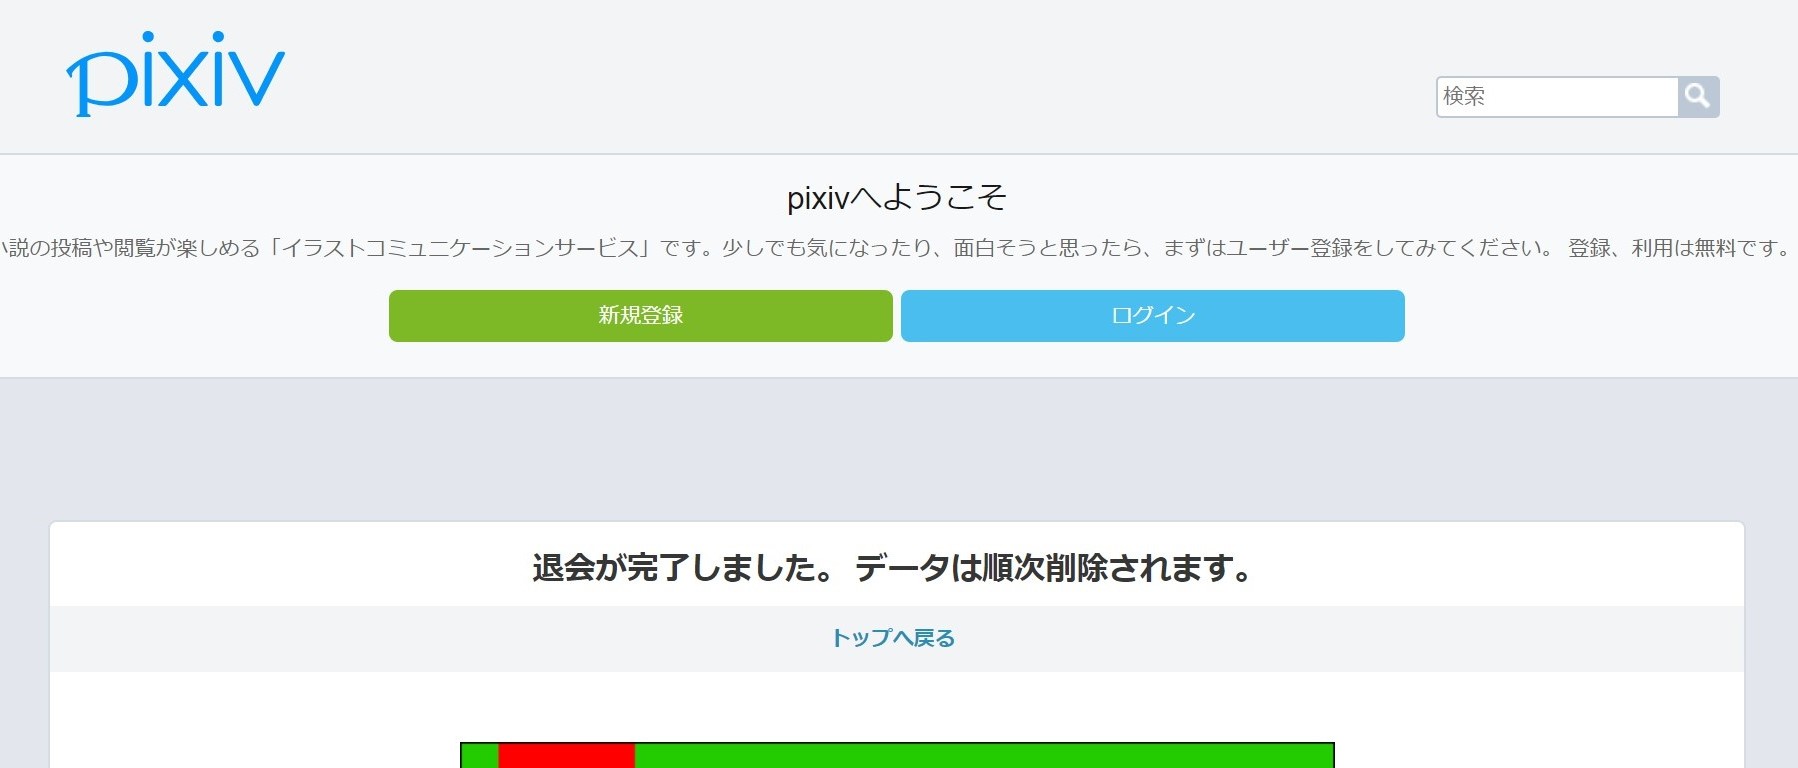 pixiv
検索
pixivへようこそ
説の投稿や閲覧が楽しめる「イラストコミュニケーションサービス」です。少しでも気になったり、面白そうと思ったら、まずはユーザー登録をしてみてください。 登録、利用は無料です。
新規登録
ログイン
退会が完了しました。 データは順次削除されます。
トップへ戻る